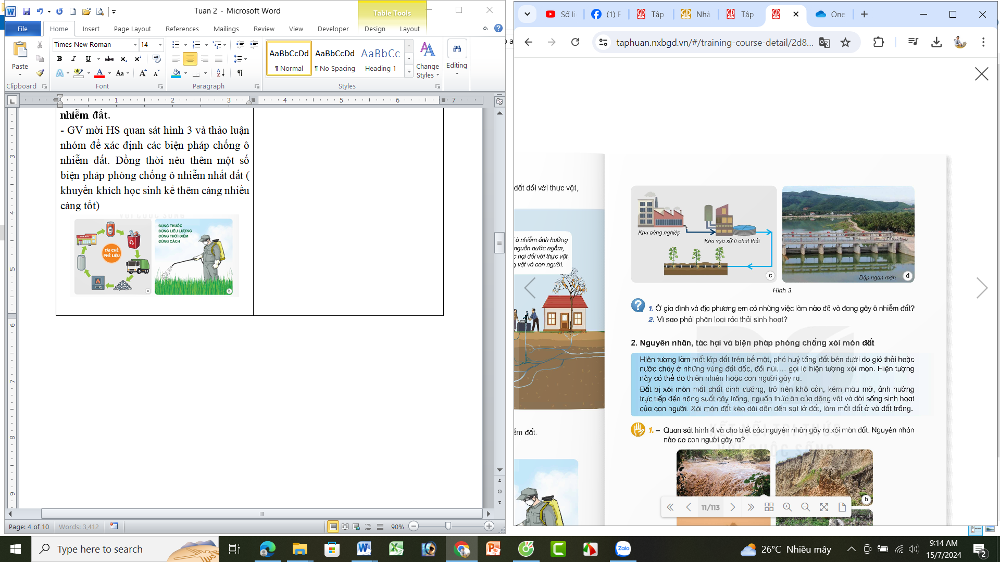 Tuan 2 - Microsoft Word
Table Tools
File
Home
Insert
Page Layout
References
Mailings
Review
View
Developer
Design
Layout
Paste
Clipboard
Times New Roman
14
Font
Paragraph
AaBbCcDd
¶ Normal
AaBbCcDd
¶ No Spacing
AaBbCc
Heading 1
Styles
Change
Styles
Editing
nhiễm đất.
- GV mời HS quan sát hình 3 và thảo luận
nhóm để xác định các biện pháp chống ô
nhiễm đất. Đồng thời nêu thêm một số
biện pháp phòng chống ô nhiễm nhất đất (
khuyến khích học sinh kể thêm càng nhiều
càng tốt)
TÁI CHẾ
PHẾ LIỆU
a
ĐÚNG THUỐC
ĐÚNG LIỀU LƯỢNG
ĐÚNG THỜI ĐIỂM
ĐÚNG CÁCH
b
Page: 4 of 10
Words: 3,412
90%
Số li
(1) F
Tập
Nhà
Tập
One
taphuan.nxbgd.vn/#/training-course-detail/2d8...
đất đối với thực vật,
ô nhiễm ảnh hưởng
nguồn nước ngầm,
c hại đối với thực vật,
g vật và con người.
ễm đất.
Khu công nghiệp
Khu vực xử lí chất thải
c
Đập ngăn mặn
d
Hình 3
1. Ở gia đình và địa phương em có những việc làm nào đã và đang gây ô nhiễm đất?
2. Vì sao phải phân loại rác thải sinh hoạt?
2. Nguyên nhân, tác hại và biện pháp phòng chống xói mòn đất
Hiện tượng làm mất lớp đất trên bề mặt, phá huỷ tầng đất bên dưới do gió thổi hoặc
nước chảy ở những vùng đất dốc, đồi núi,... gọi là hiện tượng xói mòn. Hiện tượng
này có thể do thiên nhiên hoặc con người gây ra.
Đất bị xói mòn mất chất dinh dưỡng, trở nên khô cằn, kém màu mỡ, ảnh hưởng
trực tiếp đến năng suất cây trồng, nguồn thức ăn của động vật và đời sống sinh hoạt
của con người. Xói mòn đất kéo dài dẫn đến sạt lở đất, làm mất đất ở và đất trồng.
KẾT NỐI TRI THỨC
VỚI CUỘC SỐNG
1. – Quan sát hình 4 và cho biết các nguyên nhân gây ra xói mòn đất. Nguyên nhân
nào do con người gây ra?
b
11/113
Type here to search
26°C Nhiều mây
9:14 AM
15/7/2024
2